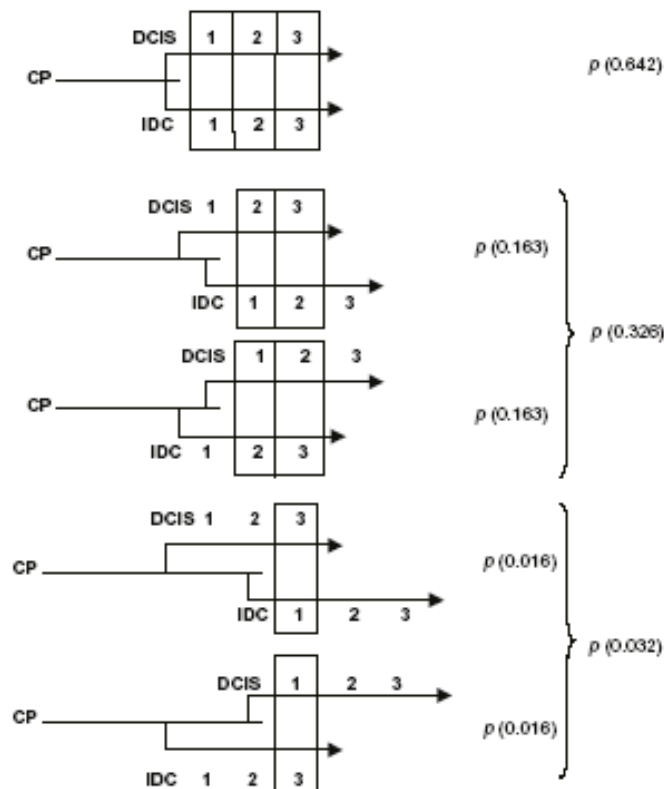 DCIS 1 2 3
CP
p (0.642)
IDC 1 2 3
DCIS 1 2 3
CP
p (0.163)
IDC 1 2 3
p (0.326)
DCIS 1 2 3
CP
p (0.163)
IDC 1 2 3
DCIS 1 2 3
CP
p (0.016)
IDC 1 2 3
p (0.032)
DCIS 1 2 3
CP
p (0.016)
IDC 1 2 3